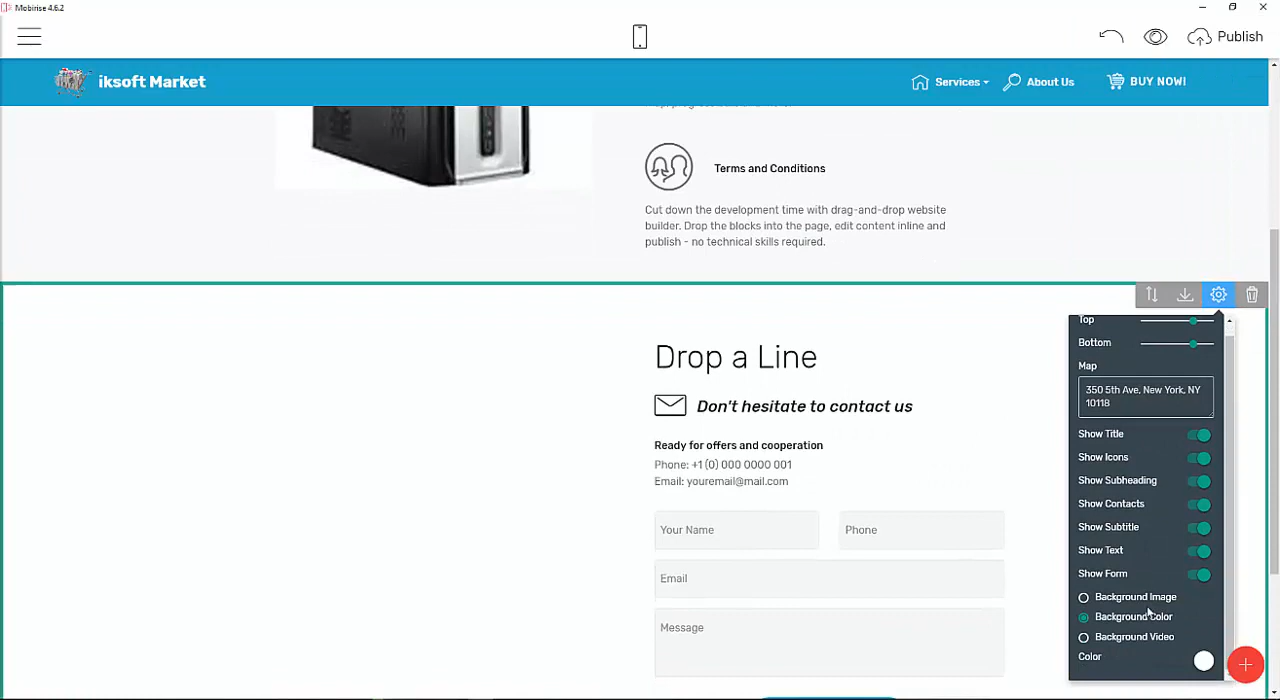 Mobirise 4.6.2
Publish
iksoft Market
Services
About Us
BUY NOW!
Terms and Conditions
Cut down the development time with drag-and-drop website
builder. Drop the blocks into the page, edit content inline and
publish - no technical skills required.
Drop a Line
Don't hesitate to contact us
Ready for offers and cooperation
Phone: +1 (0) 000 0000 001
Email: youremail@mail.com
Your Name
Phone
Email
Message
Top
Bottom
Map
350 5th Ave, New York, NY
10118
Show Title
Show Icons
Show Subheading
Show Contacts
Show Subtitle
Show Text
Show Form
Background Image
Background Color
Background Video
Color